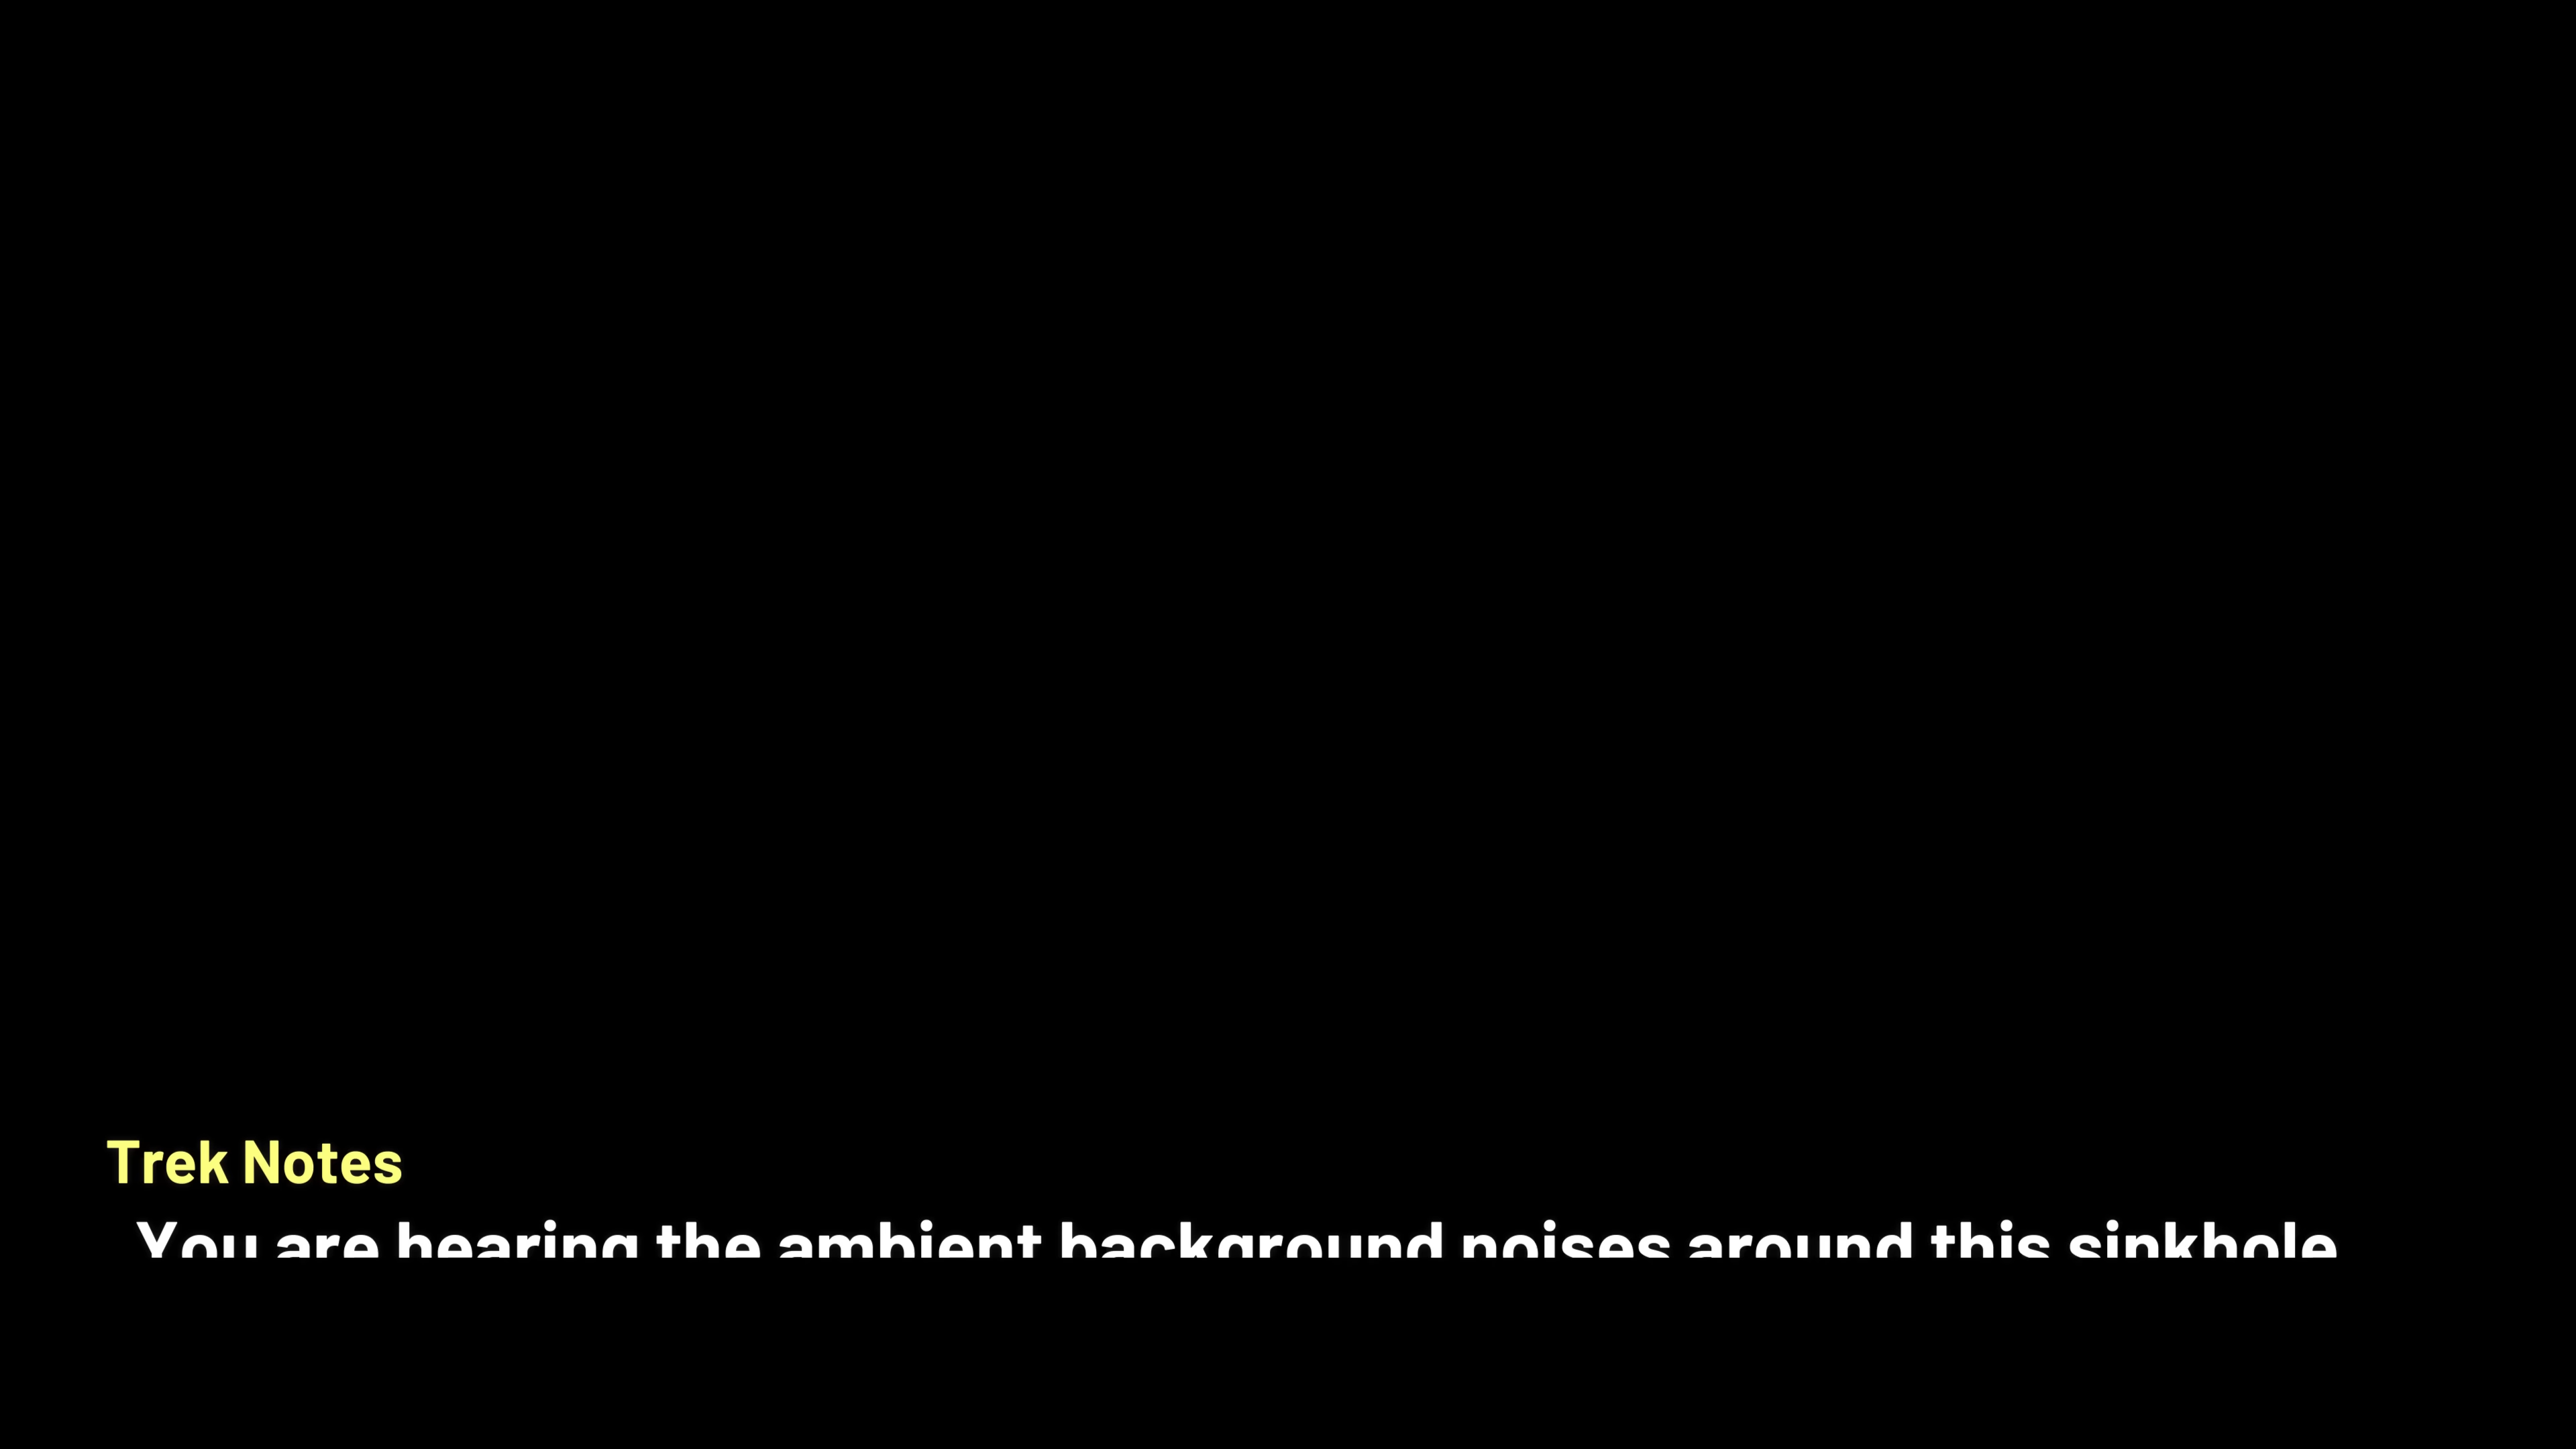 Trek Notes
You are hearing the ambient background noises around this sinkhole